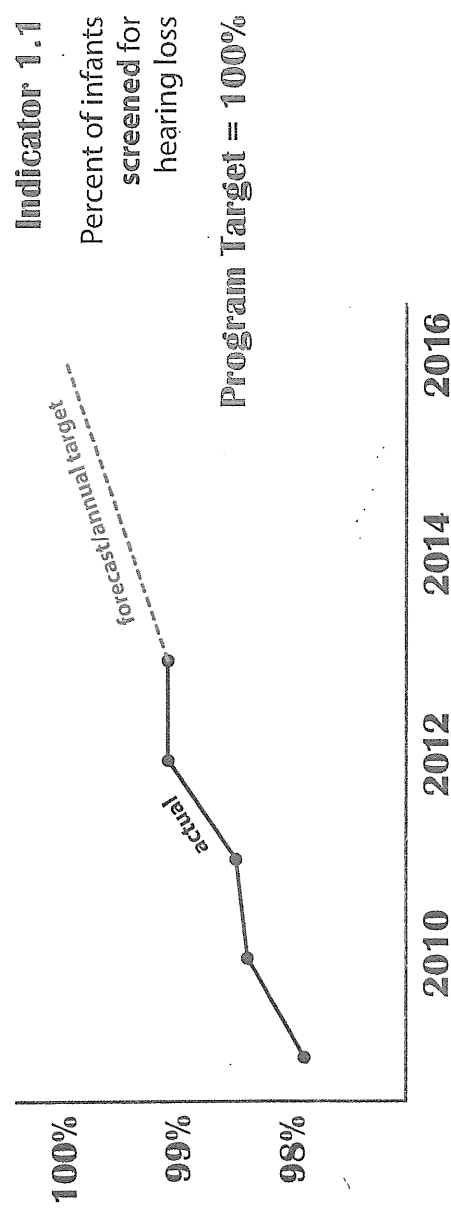 Indicator 1.1
Percent of infants
screened for
hearing loss
Program Target = 100%
100%
99%
98%
forecast/annual target
actual
2010
2012
2014
2016